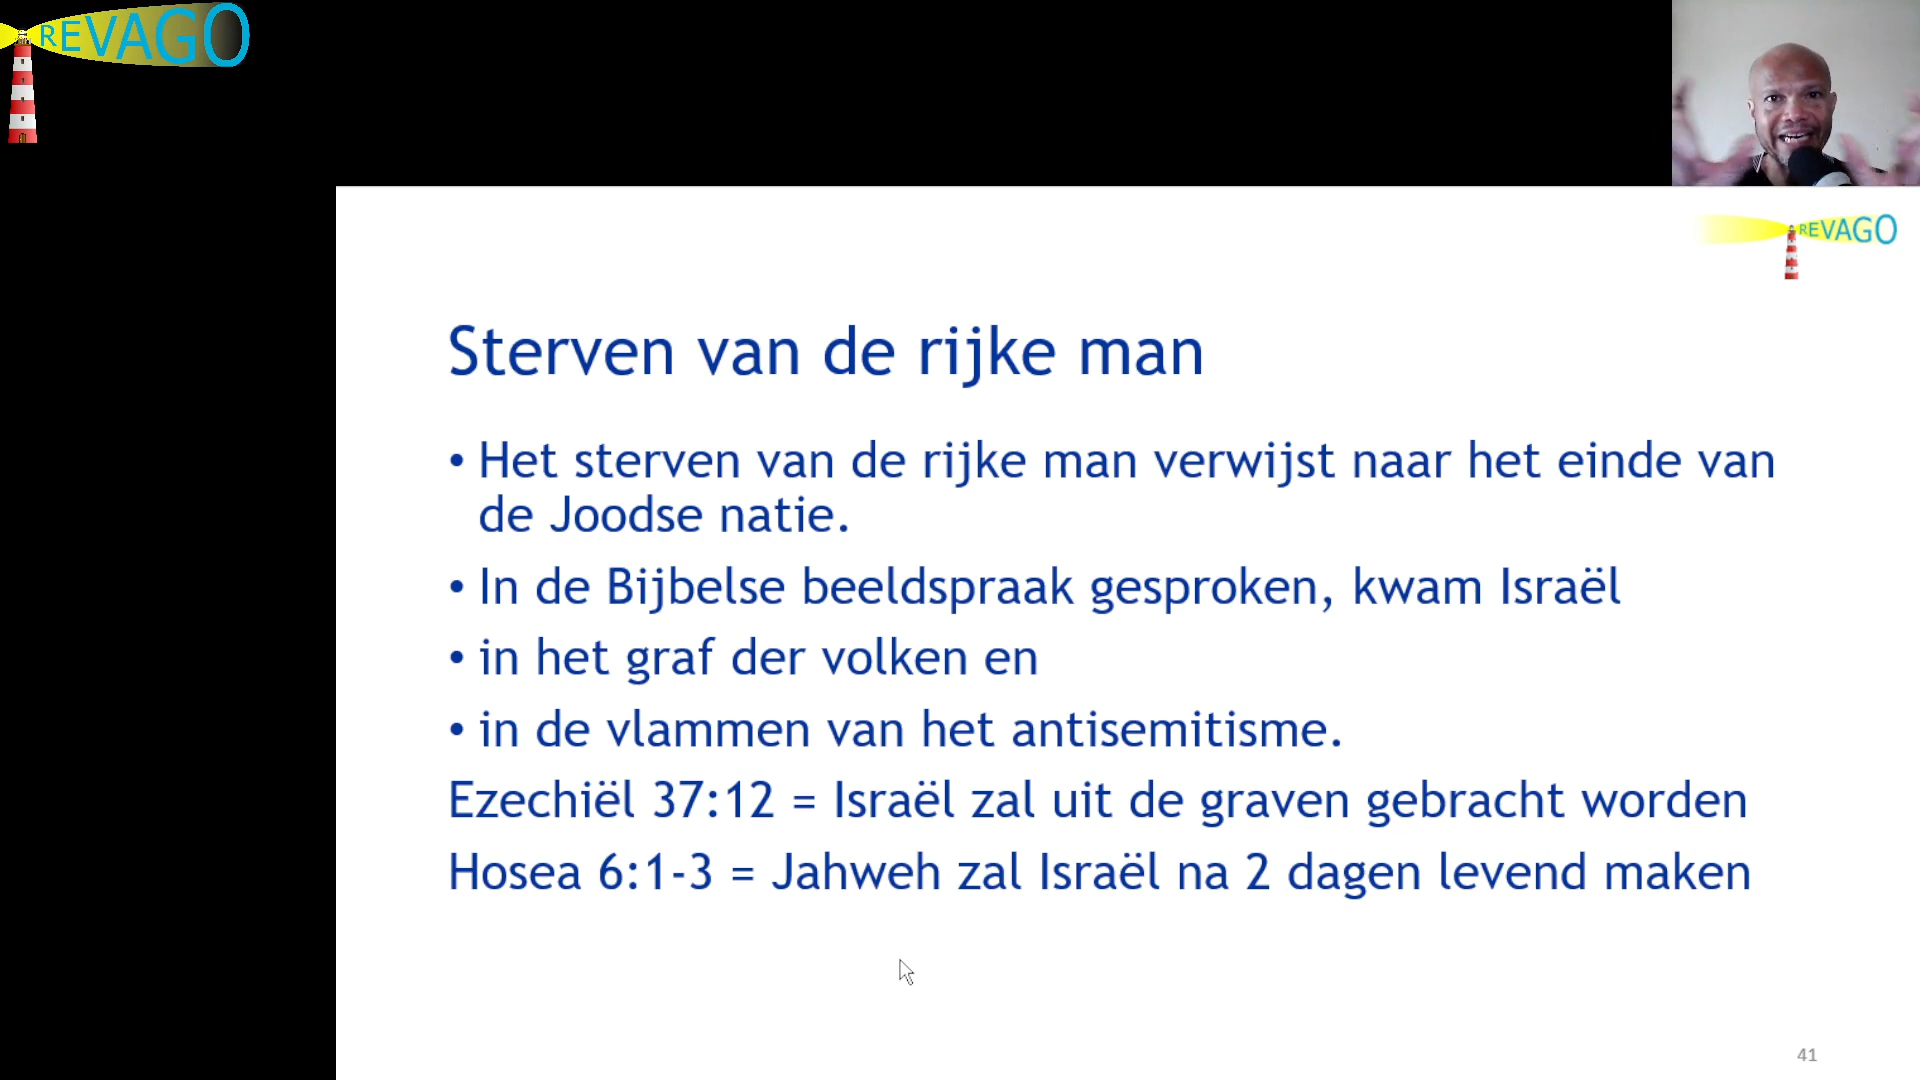 REVAGO
REVAGO
Sterven van de rijke man
• Het sterven van de rijke man verwijst naar het einde van
de Joodse natie.
• In de Bijbelse beeldspraak gesproken, kwam Israël
• in het graf der volken en
• in de vlammen van het antisemitisme.
Ezechiël 37:12 = Israël zal uit de graven gebracht worden
Hosea 6:1-3 = Jahweh zal Israël na 2 dagen levend maken
41